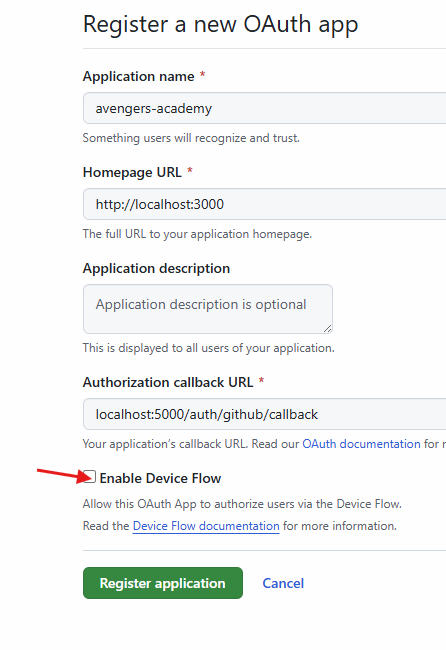 Register a new OAuth app
Application name *
avengers-academy
Something users will recognize and trust.
Homepage URL *
http://localhost:3000
The full URL to your application homepage.
Application description
Application description is optional
This is displayed to all users of your application.
Authorization callback URL *
localhost:5000/auth/github/callback
Your application's callback URL. Read our OAuth documentation for
Enable Device Flow
Allow this OAuth App to authorize users via the Device Flow.
Read the Device Flow documentation for more information.
Register application Cancel